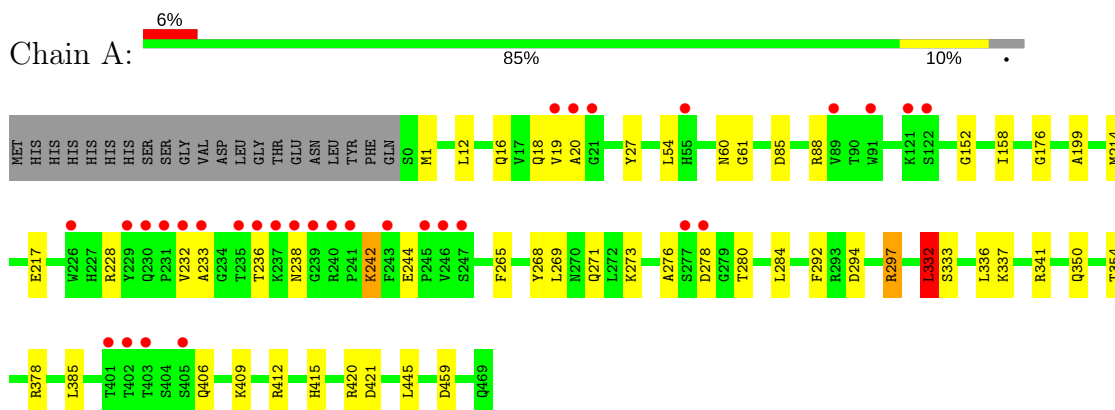 6%
Chain A:
85% 10% •
MET HIS HIS HIS HIS HIS HIS SER SER GLY VAL ASP LEU GLY THR GLU ASN LEU TYR PHE GLN S0 M1 L12 Q16 V17 Q18 V19 A20 G21 Y27 L54 H55 N60 G61 D85 R88 V89 T90 W91 K121 S122 G152 I158 G176 A199 M214
E217 W226 H227 R228 Y229 Q230 P231 V232 A233 G234 T235 T236 K237 N238 G239 R240 P241 K242 F243 E244 P245 V246 S247 F265 Y268 L269 N270 Q271 L272 K273 A276 S277 D278 G279 T280 L284 F292 R293 D294 R297 L332 S333 L336 K337 R341 Q350 T354
R378 L385 T401 T402 T403 S404 S405 Q406 K409 R412 H415 R420 D421 L445 D459 Q469